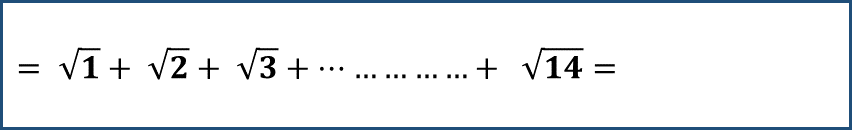 = √1 + √2 + √3 + ⋯ … … … … + √14 =